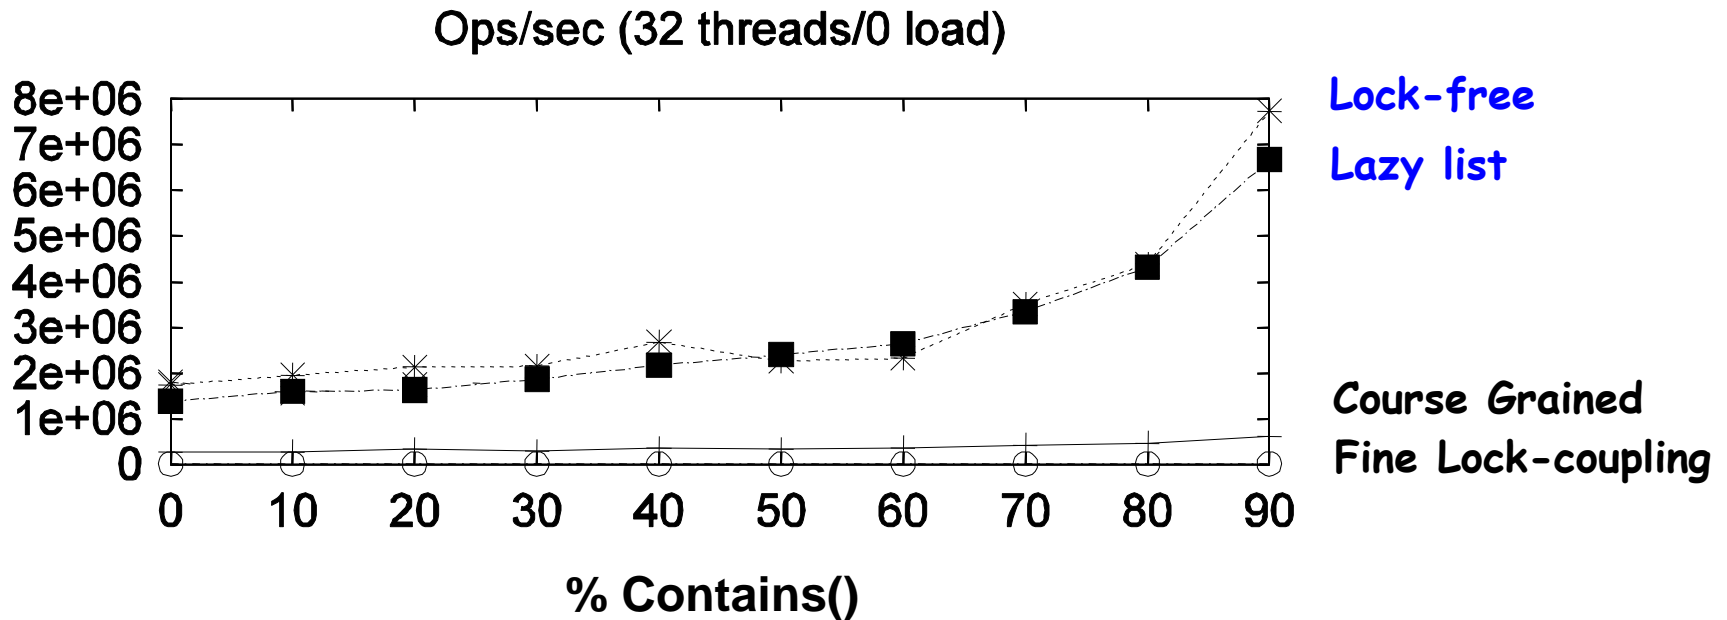 Ops/sec (32 threads/0 load)
8e+06
7e+06
6e+06
5e+06
4e+06
3e+06
2e+06
1e+06
0
0 10 20 30 40 50 60 70 80 90
% Contains()
Lock-free
Lazy list
Course Grained
Fine Lock-coupling